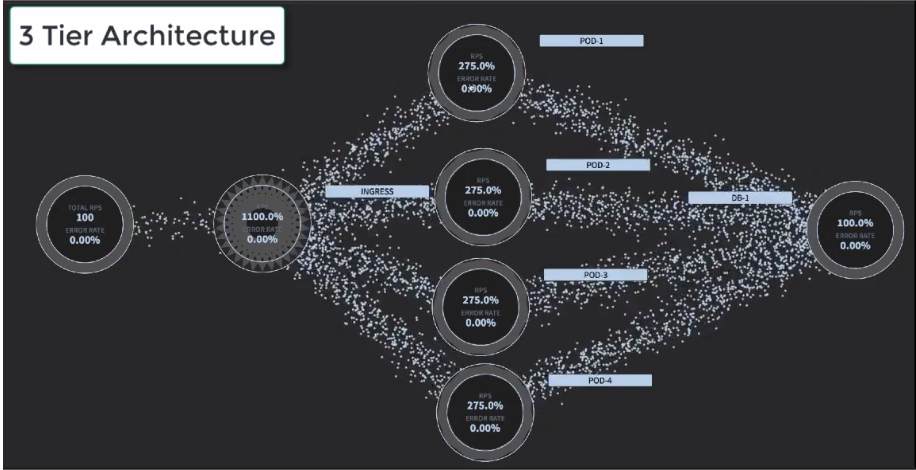 3 Tier Architecture
TOTAL RPS
100
ERROR RATE
0.00%
1100.0%
ERROR RATE
0.00%
INGRESS
RPS
275.0%
ERROR RATE
0.00%
POD-1
RPS
275.0%
ERROR RATE
0.00%
POD-2
RPS
275.0%
ERROR RATE
0.00%
POD-3
RPS
275.0%
ERROR RATE
0.00%
POD-4
DB-1
RPS
100.0%
ERROR RATE
0.00%